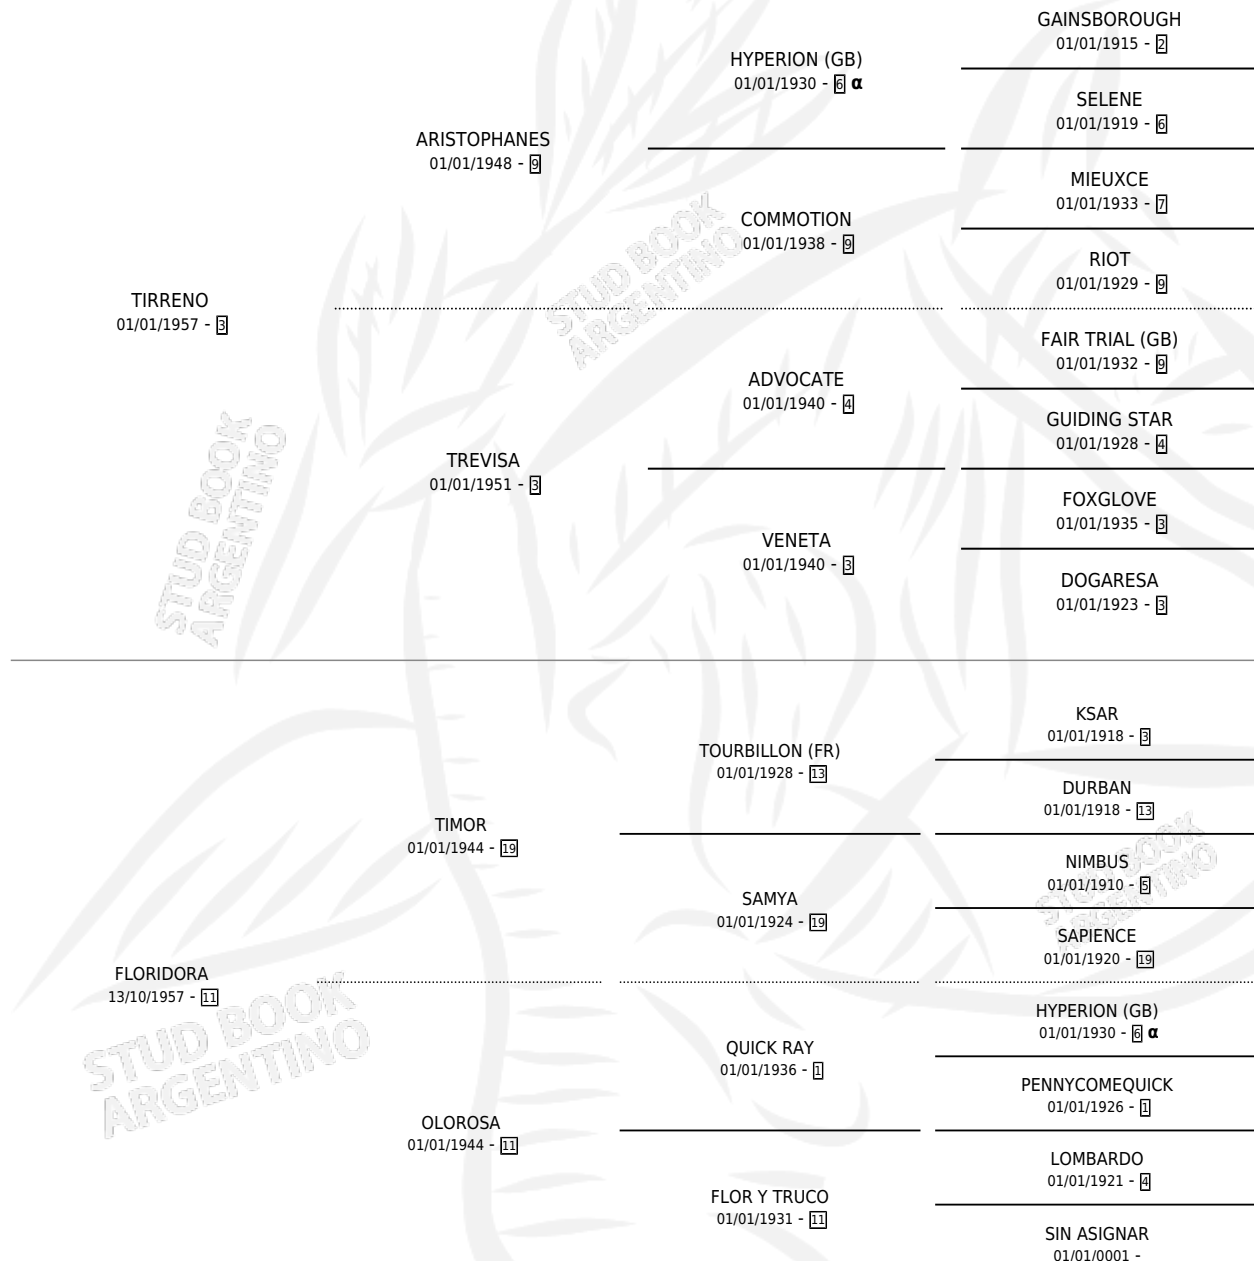 GAINSBOROUGH
01/01/1915 - 2
HYPERION (GB)
01/01/1930 - 6 α
SELENE
01/01/1919 - 6
ARISTOPHANES
01/01/1948 - 9
MIEUXCE
01/01/1933 - 7
COMMOTION
01/01/1938 - 9
RIOT
01/01/1929 - 9
TIRRENO
01/01/1957 - 3
FAIR TRIAL (GB)
01/01/1932 - 9
ADVOCATE
01/01/1940 - 4
GUIDING STAR
01/01/1928 - 4
TREVISA
01/01/1951 - 3
FOXGLOVE
01/01/1935 - 3
VENETA
01/01/1940 - 3
DOGARESA
01/01/1923 - 3
KSAR
01/01/1918 - 3
TOURBILLON (FR)
01/01/1928 - 13
DURBAN
01/01/1918 - 13
TIMOR
01/01/1944 - 19
NIMBUS
01/01/1910 - 5
SAMYA
01/01/1924 - 19
SAPIENCE
01/01/1920 - 19
FLORIDORA
13/10/1957 - 11
HYPERION (GB)
01/01/1930 - 6 α
QUICK RAY
01/01/1936 - 1
PENNYCOMEQUICK
01/01/1926 - 1
OLOROSA
01/01/1944 - 11
LOMBARDO
01/01/1921 - 4
FLOR Y TRUCO
01/01/1931 - 11
SIN ASIGNAR
01/01/0001 -
STUD BOOK
ARGENTINO
STUD BOOK
ARGENTINO
STUD BOOK
ARGENTINO
STUD BOOK
ARGENTINO